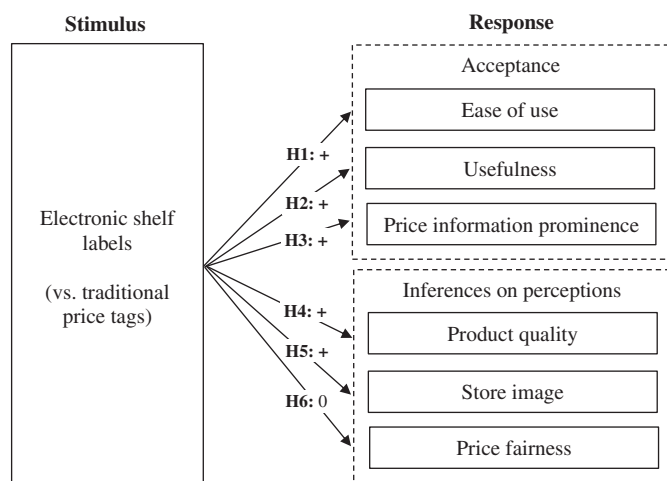 Stimulus
Response
Electronic shelf
labels
(vs. traditional
price tags)
H1: +
H2: +
H3: +
H4: +
H5: +
H6: 0
Acceptance
Ease of use
Usefulness
Price information prominence
Inferences on perceptions
Product quality
Store image
Price fairness